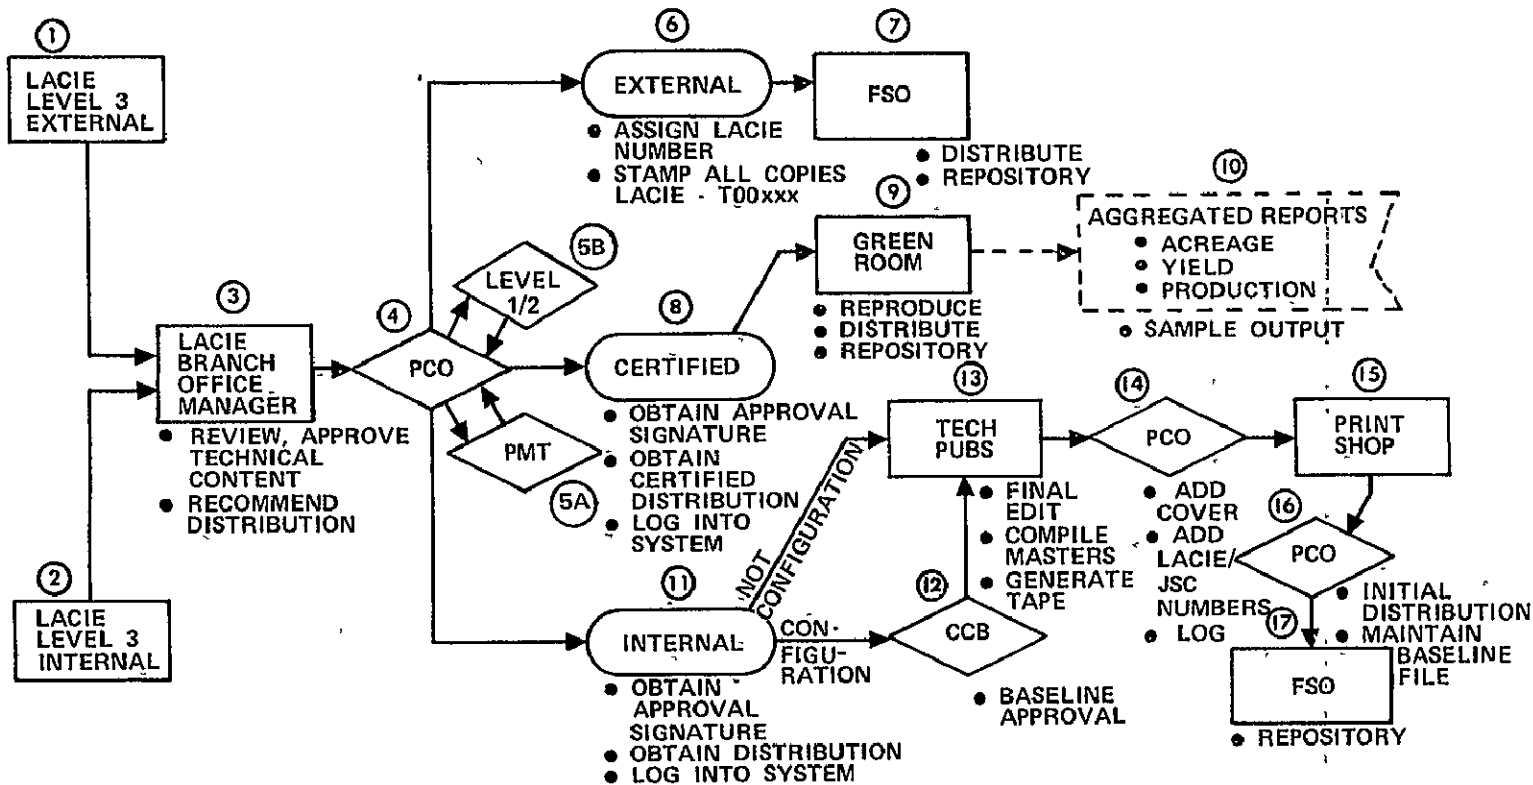 1
LACIE
LEVEL 3
EXTERNAL
2
LACIE
LEVEL 3
INTERNAL
3
LACIE
BRANCH
OFFICE
MANAGER
• REVIEW, APPROVE
TECHNICAL
CONTENT
• RECOMMEND
DISTRIBUTION
4
PCO
5B
LEVEL
1/2
PMT
5A
6
EXTERNAL
• ASSIGN LACIE
NUMBER
• STAMP ALL COPIES
LACIE - T00xxx
7
FSO
• DISTRIBUTE
• REPOSITORY
8
CERTIFIED
• OBTAIN APPROVAL
SIGNATURE
• OBTAIN
CERTIFIED
DISTRIBUTION
• LOG INTO
SYSTEM
9
GREEN
ROOM
• REPRODUCE
• DISTRIBUTE
• REPOSITORY
10
AGGREGATED REPORTS
• ACREAGE
• YIELD
• PRODUCTION
• SAMPLE OUTPUT
11
INTERNAL
• OBTAIN
APPROVAL
SIGNATURE
• OBTAIN DISTRIBUTION
• LOG INTO SYSTEM
NOT
CONFIGURATION
CON-
FIGU-
RATION
12
CCB
• BASELINE
APPROVAL
13
TECH
PUBS
• FINAL
EDIT
• COMPILE
MASTERS
• GENERATE
TAPE
14
PCO
• ADD
COVER
• ADD
LACIE/
JSC
NUMBERS
• LOG
15
PRINT
SHOP
16
PCO
• INITIAL
DISTRIBUTION
• MAINTAIN
BASELINE
FILE
17
FSO
• REPOSITORY